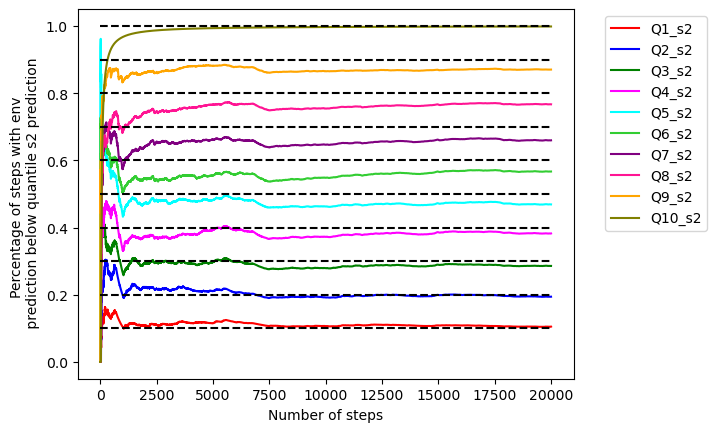 Percentage of steps with env
prediction below quantile s2 prediction
1.0
0.8
0.6
0.4
0.2
0.0
0
2500
5000
7500
10000
12500
15000
17500
20000
Number of steps
Q1_s2
Q2_s2
Q3_s2
Q4_s2
Q5_s2
Q6_s2
Q7_s2
Q8_s2
Q9_s2
Q10_s2